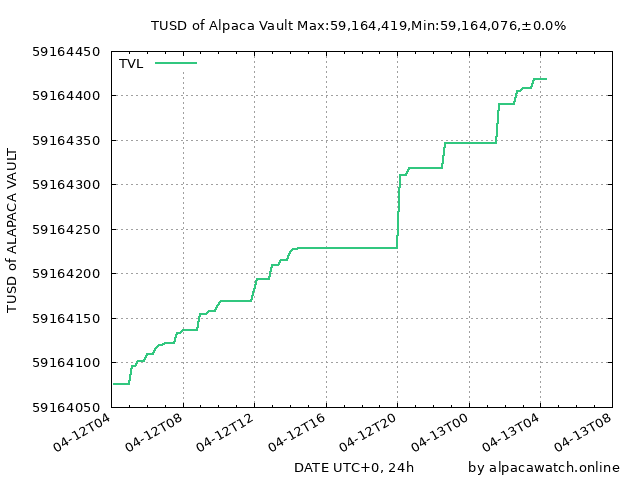 TUSD of Alpaca Vault Max:59,164,419,Min:59,164,076,±0.0%
TVL
59164450
59164400
59164350
59164300
59164250
59164200
59164150
59164100
59164050
TUSD of ALAPACA VAULT
04-12T04
04-12T08
04-12T12
04-12T16
04-12T20
04-13T00
04-13T04
04-13T08
DATE UTC+0, 24h
by alpacawatch.online